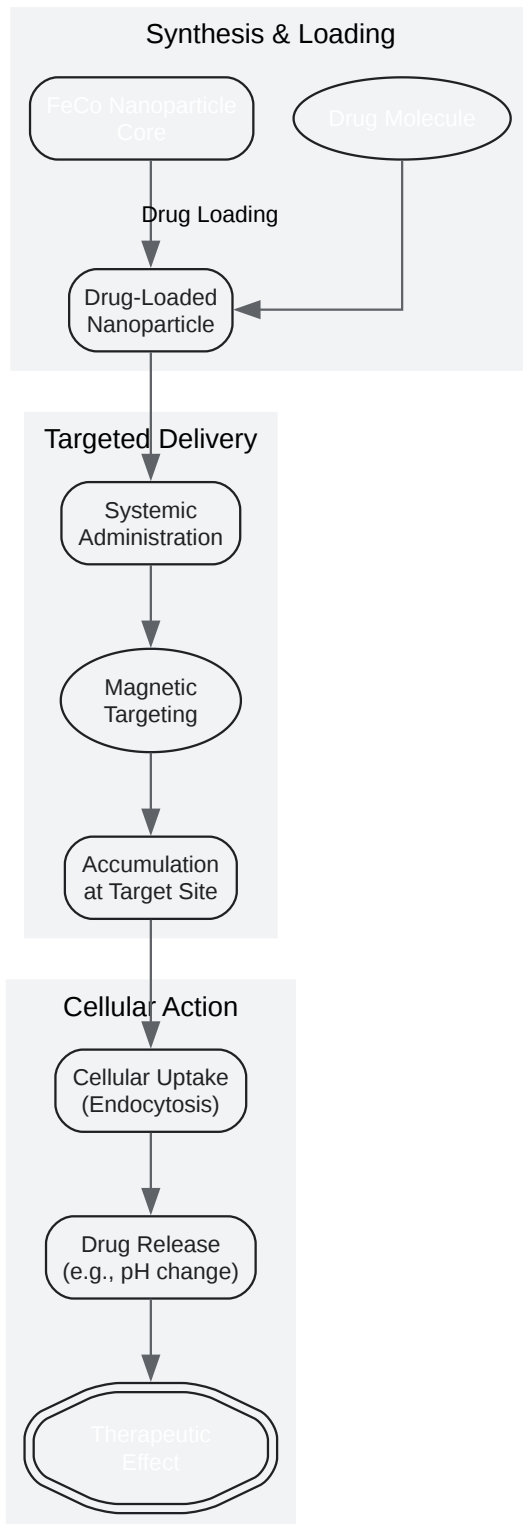 Synthesis & Loading
FeCo Nanoparticle
Core
Drug Molecule
Drug Loading
Drug-Loaded
Nanoparticle
Targeted Delivery
Systemic
Administration
Magnetic
Targeting
Accumulation
at Target Site
Cellular Action
Cellular Uptake
(Endocytosis)
Drug Release
(e.g., pH change)
Therapeutic
Effect